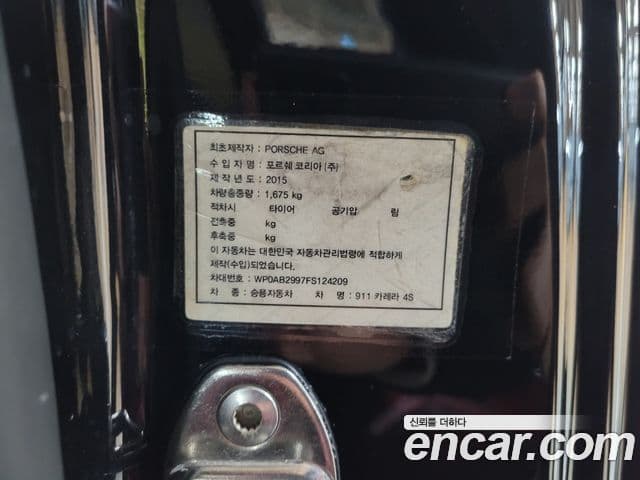 최초제작자 : PORSCHE AG
수 입 자 명 : 포르쉐 코리아 (주)
제 작 년 도 : 2015
차량총중량 : 1,675 kg
적차시 타이어 공기압 림
전축중 kg
후축중 kg
이 자동차는 대한민국 자동차관리법령에 적합하게
제작(수입)되었습니다.
차대번호 : WP0AB2997FS124209
차 종 : 승용자동차 차 명 : 911 카레라 4S
신뢰를 더하다
encar.com